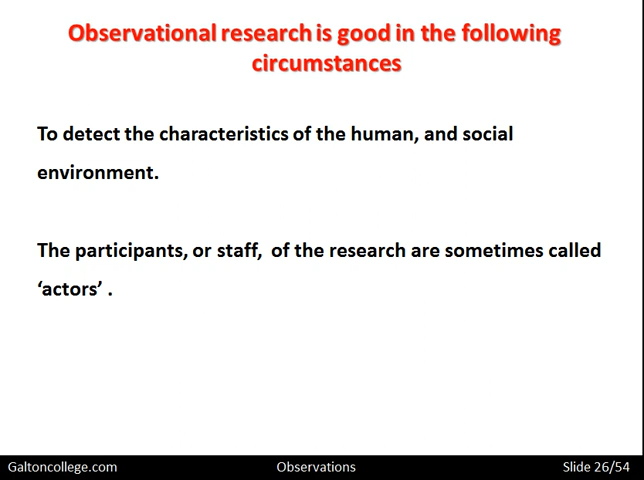 Observational research is good in the following
circumstances
To detect the characteristics of the human, and social
environment.
The participants, or staff,  of the research are sometimes called
‘actors’ .
Galtoncollege.com
Observations
Slide 26/54